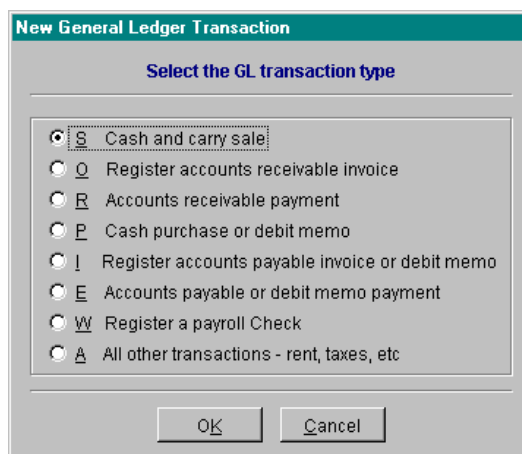 New General Ledger Transaction
Select the GL transaction type
S Cash and carry sale
O Register accounts receivable invoice
R Accounts receivable payment
P Cash purchase or debit memo
I Register accounts payable invoice or debit memo
E Accounts payable or debit memo payment
W Register a payroll Check
A All other transactions - rent, taxes, etc
OK Cancel